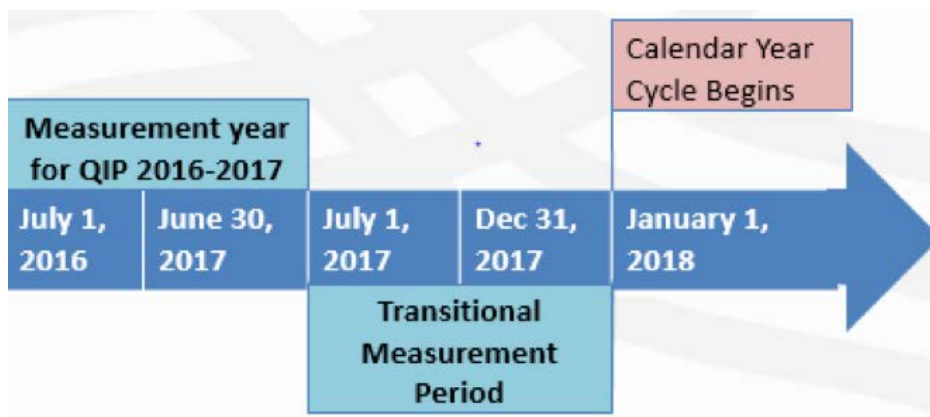 Calendar Year
Cycle Begins
Measurement year
for QIP 2016-2017
July 1,
2016
June 30,
2017
July 1,
2017
Dec 31,
2017
January 1,
2018
Transitional
Measurement
Period